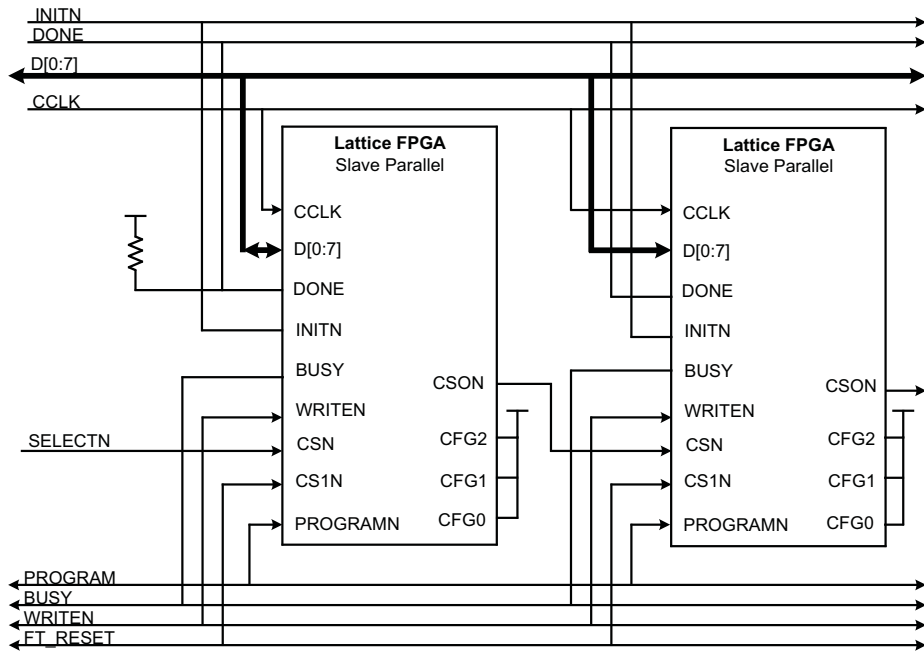 INITN
DONE
D[0:7]
CCLK
Lattice FPGA
Slave Parallel
CCLK
D[0:7]
DONE
INITN
BUSY
CSON
WRITEN
CFG2
CSN
CS1N
CFG1
PROGRAMN
CFG0
Lattice FPGA
Slave Parallel
CCLK
D[0:7]
DONE
INITN
BUSY
CSON
WRITEN
CFG2
CSN
CS1N
CFG1
PROGRAMN
CFG0
SELECTN
PROGRAM
BUSY
WRITEN
FT_RESET